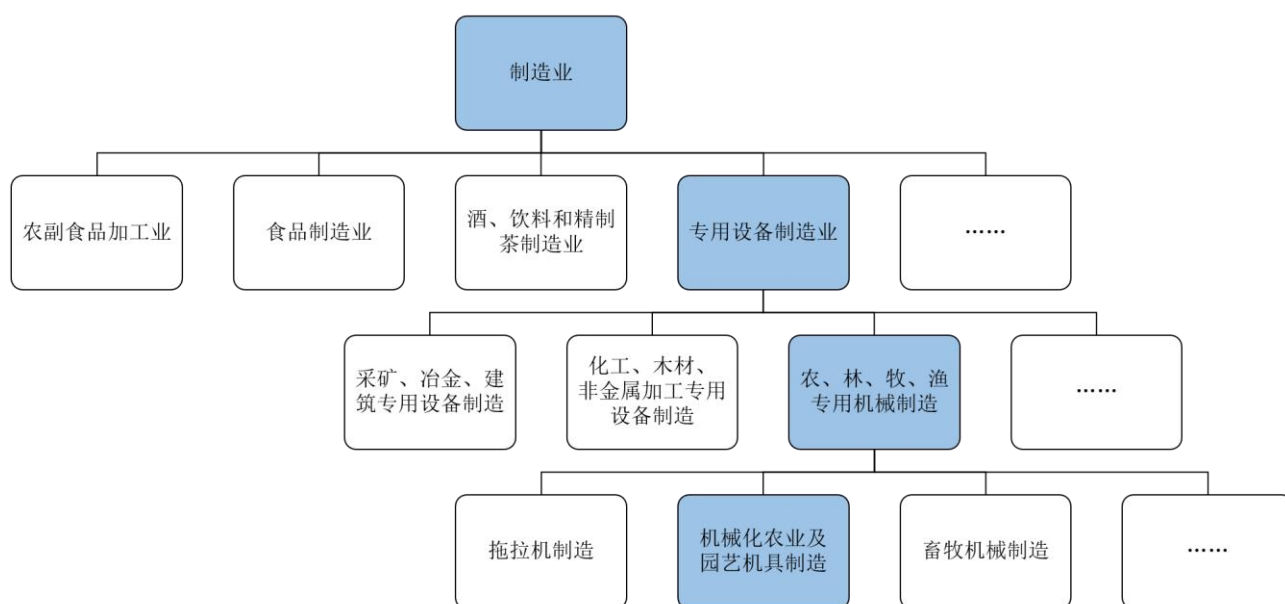 制造业
农副食品加工业
食品制造业
酒、饮料和精制
茶制造业
专用设备制造业
……
采矿、冶金、建
筑专用设备制造
化工、木材、
非金属加工专用
设备制造
农、林、牧、渔
专用机械制造
……
拖拉机制造
机械化农业及
园艺机具制造
畜牧机械制造
……